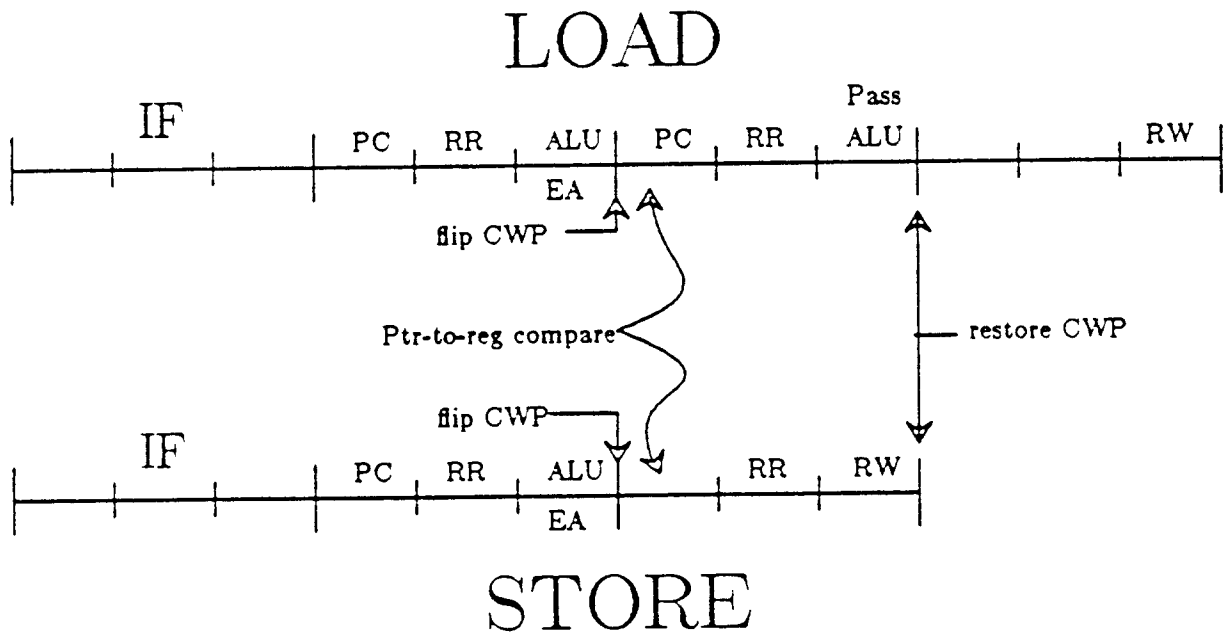 LOAD
Pass
IF PC RR ALU PC RR ALU RW
EA
flip CWP
Ptr-to-reg compare
restore CWP
flip CWP
IF PC RR ALU RR RW
EA
STORE